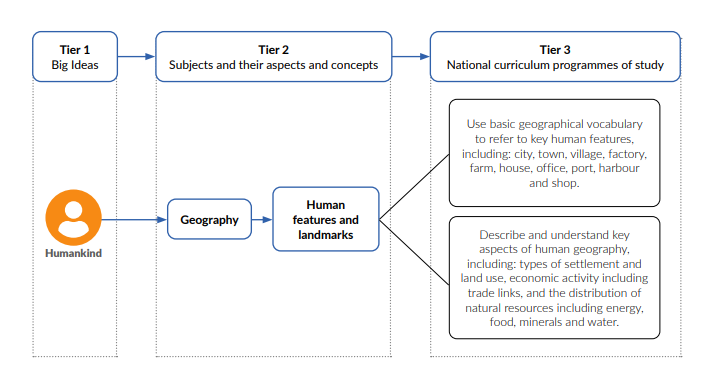 Tier 1
Big Ideas
Tier 2
Subjects and their aspects and concepts
Tier 3
National curriculum programmes of study
Humankind
Geography
Human
features and
landmarks
Use basic geographical vocabulary
to refer to key human features,
including: city, town, village, factory,
farm, house, office, port, harbour
and shop.
Describe and understand key
aspects of human geography,
including: types of settlement and
land use, economic activity including
trade links, and the distribution of
natural resources including energy,
food, minerals and water.